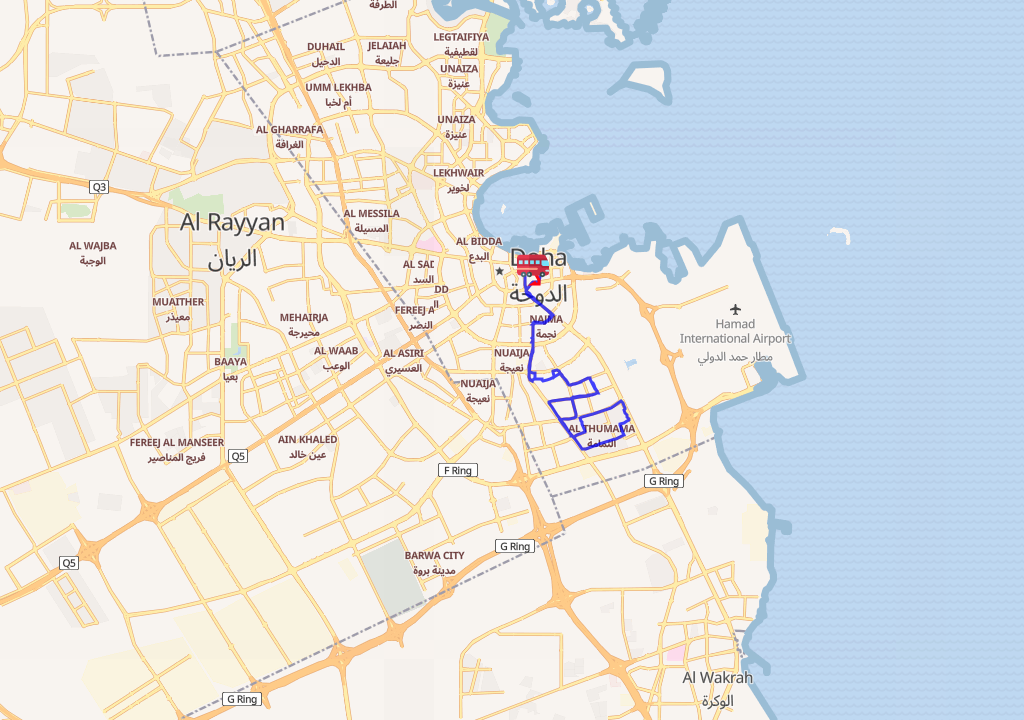 الطرفة
LEGTAIFIYA
لقطيفية
DUHAIL
الدحيل
JELAIAH
جليعة
UNAIZA
عنيزة
UMM LEKHBA
أم لخبا
UNAIZA
عنيزة
AL GHARRAFA
الغرافة
LEKHWAIR
لخوير
Q3
AL MESSILA
المسيلة
Al Rayyan
الريان
AL WAJBA
الوجبة
AL BIDDA
البدع
Doha
الدوحة
AL SAD
السد
DD
ال
MUAITHER
معيذر
MEHAIRJA
محيرجة
FEREEJ A
النصر
NAJMA
نجمة
Hamad
International Airport
مطار حمد الدولي
BAAYA
بعيا
AL WAAB
الوعب
AL ASIRI
العسيري
NUAIJA
نعيجة
NUAIJA
نعيجة
AL THUMAMA
الثمامة
FEREEJ AL MANSEER
فريج المناصير
Q5
AIN KHALED
عين خالد
F Ring
G Ring
G Ring
BARWA CITY
مدينة بروة
Q5
Al Wakrah
الوكرة
G Ring